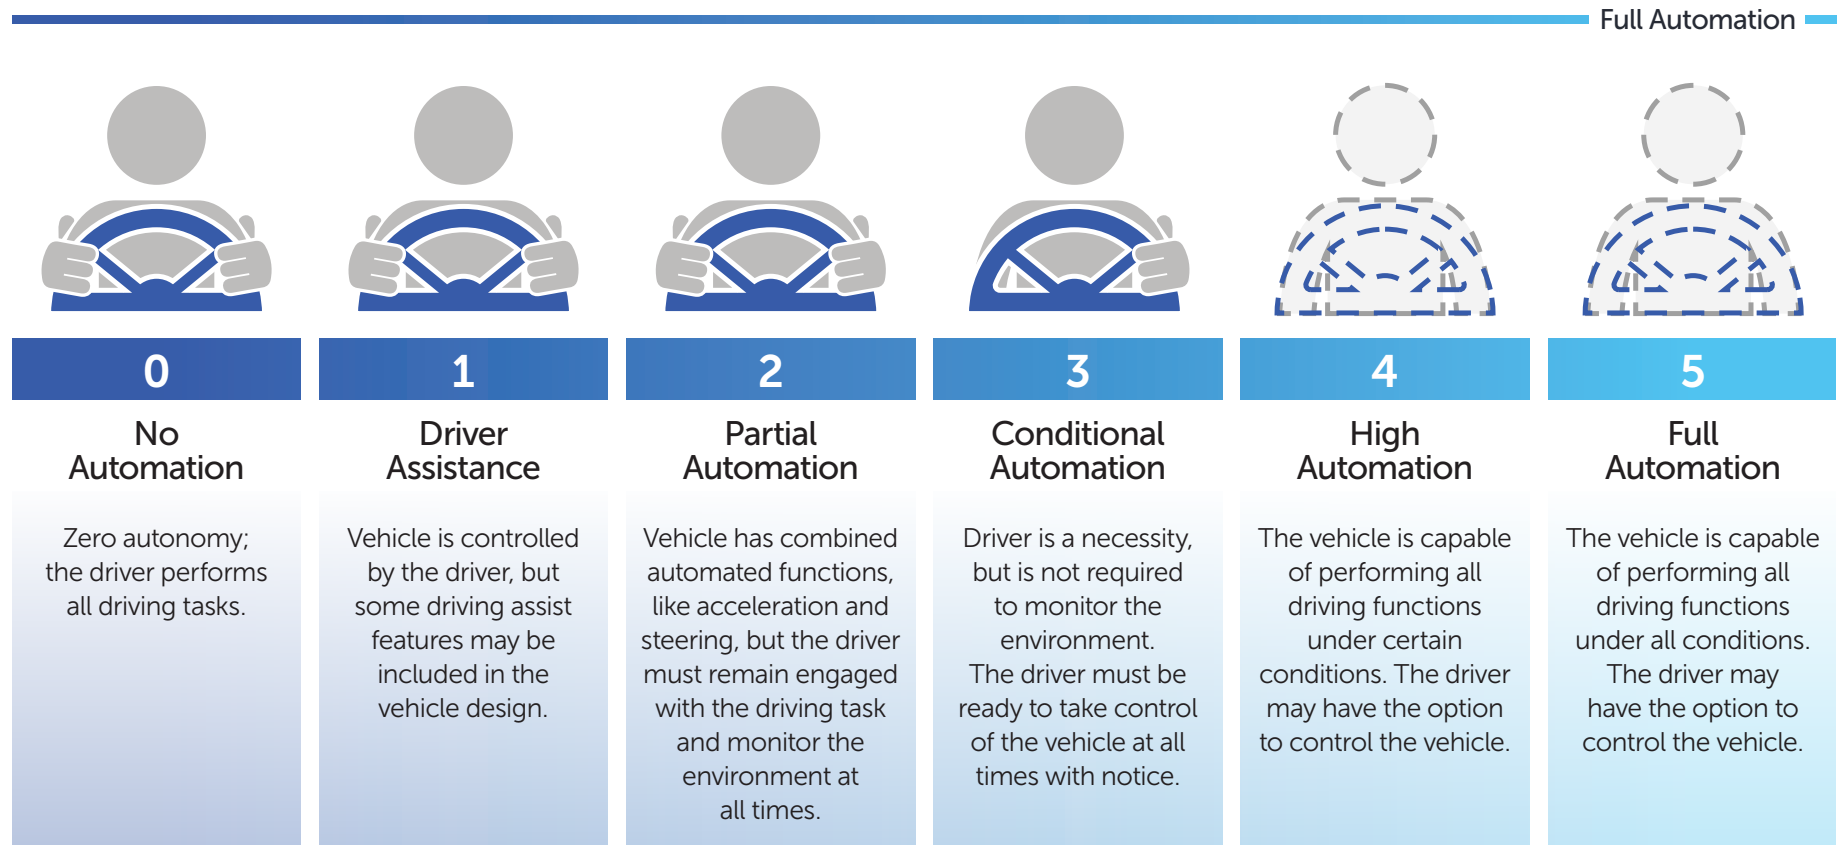 Full Automation
0
No
Automation
Zero autonomy;
the driver performs
all driving tasks.
1
Driver
Assistance
Vehicle is controlled
by the driver, but
some driving assist
features may be
included in the
vehicle design.
2
Partial
Automation
Vehicle has combined
automated functions,
like acceleration and
steering, but the driver
must remain engaged
with the driving task
and monitor the
environment at
all times.
3
Conditional
Automation
Driver is a necessity,
but is not required
to monitor the
environment.
The driver must be
ready to take control
of the vehicle at all
times with notice.
4
High
Automation
The vehicle is capable
of performing all
driving functions
under certain
conditions. The driver
may have the option
to control the vehicle.
5
Full
Automation
The vehicle is capable
of performing all
driving functions
under all conditions.
The driver may
have the option to
control the vehicle.